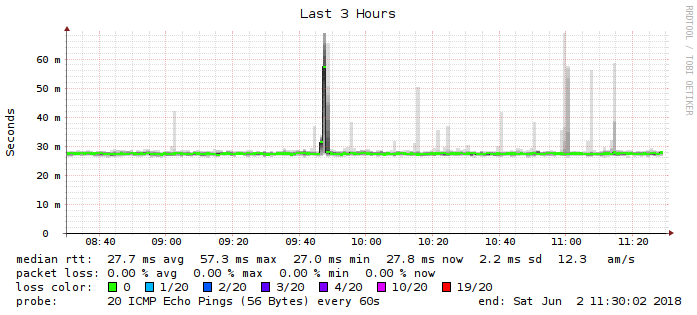 Last 3 Hours
RRDTOOL / TOBI OETIKER
Seconds
60 m
50 m
40 m
30 m
20 m
10 m
0
08:40 09:00 09:20 09:40 10:00 10:20 10:40 11:00 11:20
median rtt: 27.7 ms avg 57.3 ms max 27.0 ms min 27.8 ms now 2.2 ms sd 12.3 am/s
packet loss: 0.00 % avg 0.00 % max 0.00 % min 0.00 % now
loss color: 0 1/20 2/20 3/20 4/20 10/20 19/20
probe: 20 ICMP Echo Pings (56 Bytes) every 60s end: Sat Jun 2 11:30:02 2018